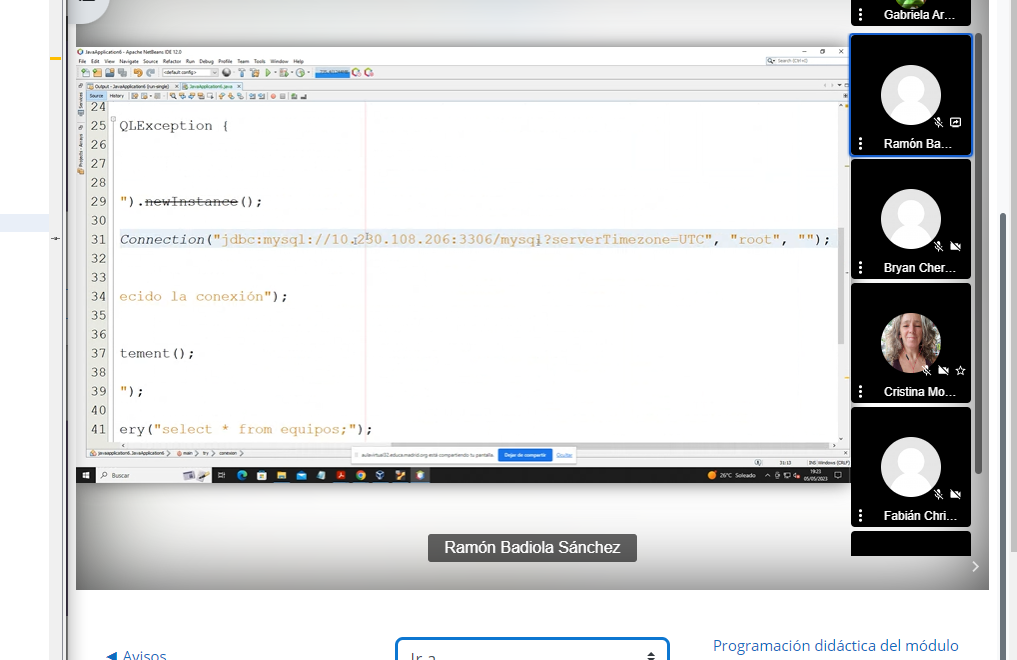 Gabriela Ar...
JavaApplication6 - Apache NetBeans IDE 12.0
File Edit View Navigate Source Refactor Run Debug Profile Team Tools Window Help
Search (Ctrl+I)
<default config>
Output - JavaApplication6 (run-single) JavaApplication6.java
Source History
24
25 QLException {
26
27
28
29 ").newInstance();
30
31 Connection("jdbc:mysql://10.230.108.206:3306/mysql?serverTimezone=UTC", "root", "");
32
33
34 ecido la conexión");
35
36
37 tement();
38
39 ");
40
41 ery("select * from equipos;");
javaapplication6.JavaApplication6 main try conexion
aulavirtual32.educa.madrid.org está compartiendo tu pantalla. Dejar de compartir Ocultar
31:13 INS Windows (CRLF)
Buscar
26°C Soleado
19:23
05/05/2023
Ramón Ba...
Bryan Cher...
Cristina Mo...
Fabián Chri...
Ramón Badiola Sánchez
◀ Avisos
Ir a
Programación didáctica del módulo